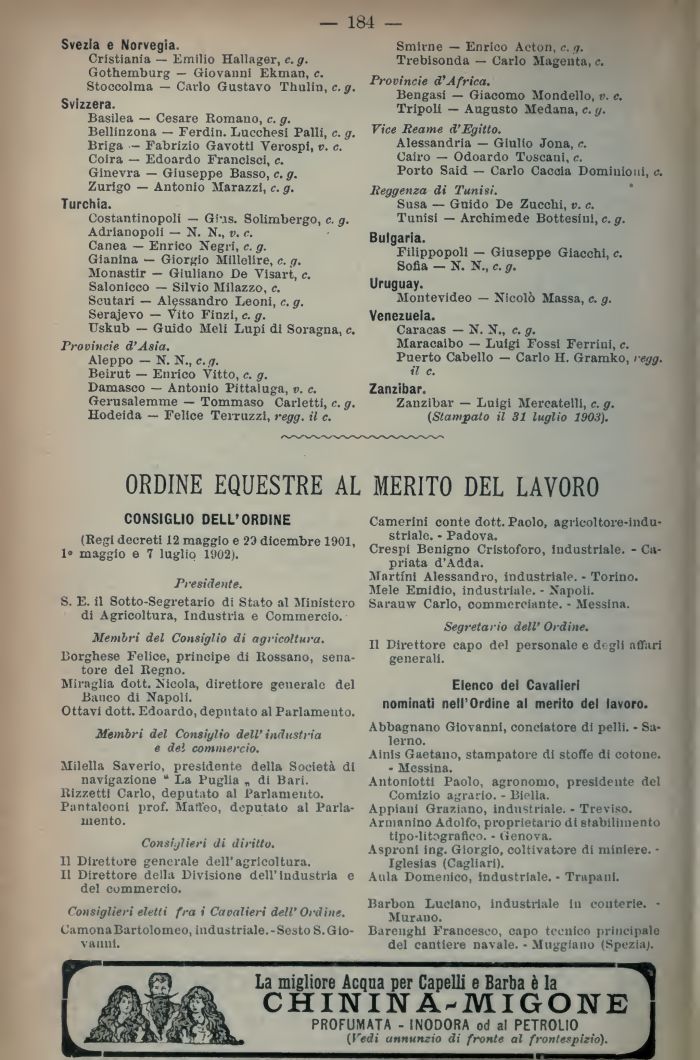 — 184 —
Svezia e Norvegia.
Cristiania — Emilio Hallager, c. g.
Gothemburg — Giovanni Ekman, c.
Stoccolma — Carlo Gustavo Thulin, c. g.
Svizzera.
Basilea — Cesare Romano, c. g.
Bellinzona — Ferdin. Lucchesi Palli, c. g.
Briga — Fabrizio Gavotti Verospi, v. c.
Coira — Edoardo Francisci, c.
Ginevra — Giuseppe Basso, c. g.
Zurigo — Antonio Marazzi, c. g.
Turchia.
Costantinopoli — Gius. Solimbergo, c. g.
Adrianopoli — N. N., v. c.
Canea — Enrico Negri, c. g.
Gianina — Giorgio Millelire, c. g.
Monastir — Giuliano De Visart, c.
Salonicco — Silvio Milazzo, c.
Scutari — Alessandro Leoni, c. g.
Serajevo — Vito Finzi, c. g.
Uskub — Guido Meli Lupi di Soragna, c.
Provincie d'Asia.
Aleppo — N. N., c. g.
Beirut — Enrico Vitto, c. g.
Damasco — Antonio Pittaluga, v. c.
Gerusalemme — Tommaso Carletti, c. g.
Hodeida — Felice Terruzzi, regg. il c.
Smirne — Enrico Acton, c. g.
Trebisonda — Carlo Magenta, c.
Provincie d'Africa.
Bengasi — Giacomo Mondello, v. c.
Tripoli — Augusto Medana, c. g.
Vice Reame d'Egitto.
Alessandria — Giulio Jona, c.
Cairo — Odoardo Toscani, c.
Porto Said — Carlo Caccia Dominioni, c.
Reggenza di Tunisi.
Susa — Guido De Zucchi, v. c.
Tunisi — Archimede Bottesini, c. g.
Bulgaria.
Filippopoli — Giuseppe Giacchi, c.
Sofia — N. N., c. g.
Uruguay.
Montevideo — Nicolò Massa, c. g.
Venezuela.
Caracas — N. N., c. g.
Maracaibo — Luigi Fossi Ferrini, c.
Puerto Cabello — Carlo H. Gramko, regg.
il c.
Zanzibar.
Zanzibar — Luigi Mercatelli, c. g.
(Stampato il 31 luglio 1903).
ORDINE EQUESTRE AL MERITO DEL LAVORO
CONSIGLIO DELL'ORDINE
(Regi decreti 12 maggio e 29 dicembre 1901,
1º maggio e 7 luglio 1902).
Presidente.
S. E. il Sotto-Segretario di Stato al Ministero
di Agricoltura, Industria e Commercio.
Membri del Consiglio di agricoltura.
Borghese Felice, principe di Rossano, sena-
tore del Regno.
Miraglia dott. Nicola, direttore generale del
Banco di Napoli.
Ottavi dott. Edoardo, deputato al Parlamento.
Membri del Consiglio dell'industria
e del commercio.
Milella Saverio, presidente della Società di
navigazione “ La Puglia „ di Bari.
Rizzetti Carlo, deputato al Parlamento.
Pantaleoni prof. Maffeo, deputato al Parla-
mento.
Consiglieri di diritto.
Il Direttore generale dell'agricoltura.
Il Direttore della Divisione dell'industria e
del commercio.
Consiglieri eletti fra i Cavalieri dell'Ordine.
Camona Bartolomeo, industriale. - Sesto S. Gio-
vanni.
Camerini conte dott. Paolo, agricoltore-indu-
striale. - Padova.
Crespi Benigno Cristoforo, industriale. - Ca-
priata d'Adda.
Martini Alessandro, industriale. - Torino.
Mele Emidio, industriale. - Napoli.
Sarauw Carlo, commerciante. - Messina.
Segretario dell'Ordine.
Il Direttore capo del personale e degli affari
generali.
Elenco dei Cavalieri
nominati nell'Ordine al merito del lavoro.
Abbagnano Giovanni, conciatore di pelli. - Sa-
lerno.
Ainis Gaetano, stampatore di stoffe di cotone.
- Messina.
Antoniotti Paolo, agronomo, presidente del
Comizio agrario. - Biella.
Appiani Graziano, industriale. - Treviso.
Armanino Adolfo, proprietario di stabilimento
tipo-litografico. - Genova.
Asproni ing. Giorgio, coltivatore di miniere. -
Iglesias (Cagliari).
Aula Domenico, industriale. - Trapani.
Barbon Luciano, industriale in conterie. -
Murano.
Barenghi Francesco, capo tecnico principale
del cantiere navale. - Muggiano (Spezia).
La migliore Acqua per Capelli e Barba è la
CHININA-MIGONE
PROFUMATA - INODORA od al PETROLIO
(Vedi annunzio di fronte al frontespizio).